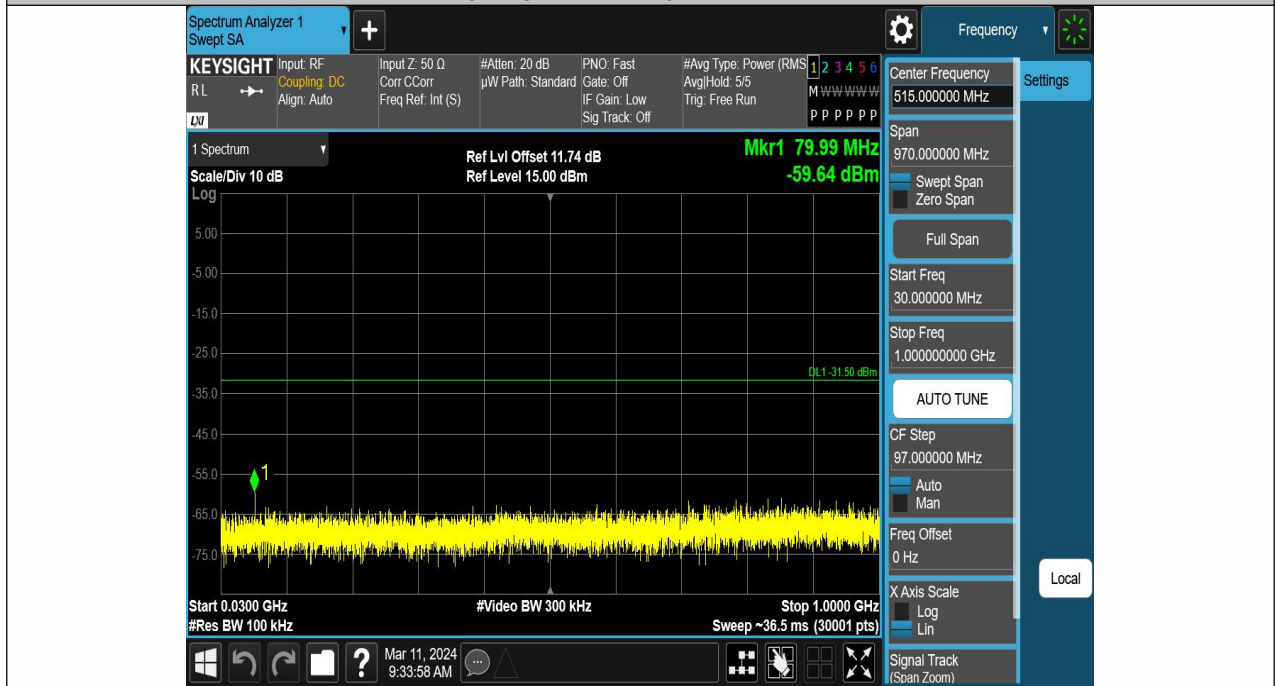 Spectrum Analyzer 1
Swept SA
+
Frequency
KEYSIGHT
RL
LXI
Input: RF
Coupling: DC
Align: Auto
Input Z: 50 Ω
Corr CCorr
Freq Ref: Int (S)
#Atten: 20 dB
µW Path: Standard
PNO: Fast
Gate: Off
IF Gain: Low
Sig Track: Off
#Avg Type: Power (RMS
Avg|Hold: 5/5
Trig: Free Run
1 2 3 4 5 6
M W W W W W
P P P P P P
1 Spectrum
Scale/Div 10 dB
Ref Lvl Offset 11.74 dB
Ref Level 15.00 dBm
Mkr1 79.99 MHz
-59.64 dBm
Log
5.00
-5.00
-15.0
-25.0
DL1 -31.50 dBm
-35.0
-45.0
-55.0
1
-65.0
-75.0
Start 0.0300 GHz
#Res BW 100 kHz
#Video BW 300 kHz
Stop 1.0000 GHz
Sweep ~36.5 ms (30001 pts)
Center Frequency
515.000000 MHz
Span
970.000000 MHz
Swept Span
Zero Span
Full Span
Start Freq
30.000000 MHz
Stop Freq
1.000000000 GHz
AUTO TUNE
CF Step
97.000000 MHz
Auto
Man
Freq Offset
0 Hz
X Axis Scale
Log
Lin
Signal Track
(Span Zoom)
Settings
Local
?
Mar 11, 2024
9:33:58 AM